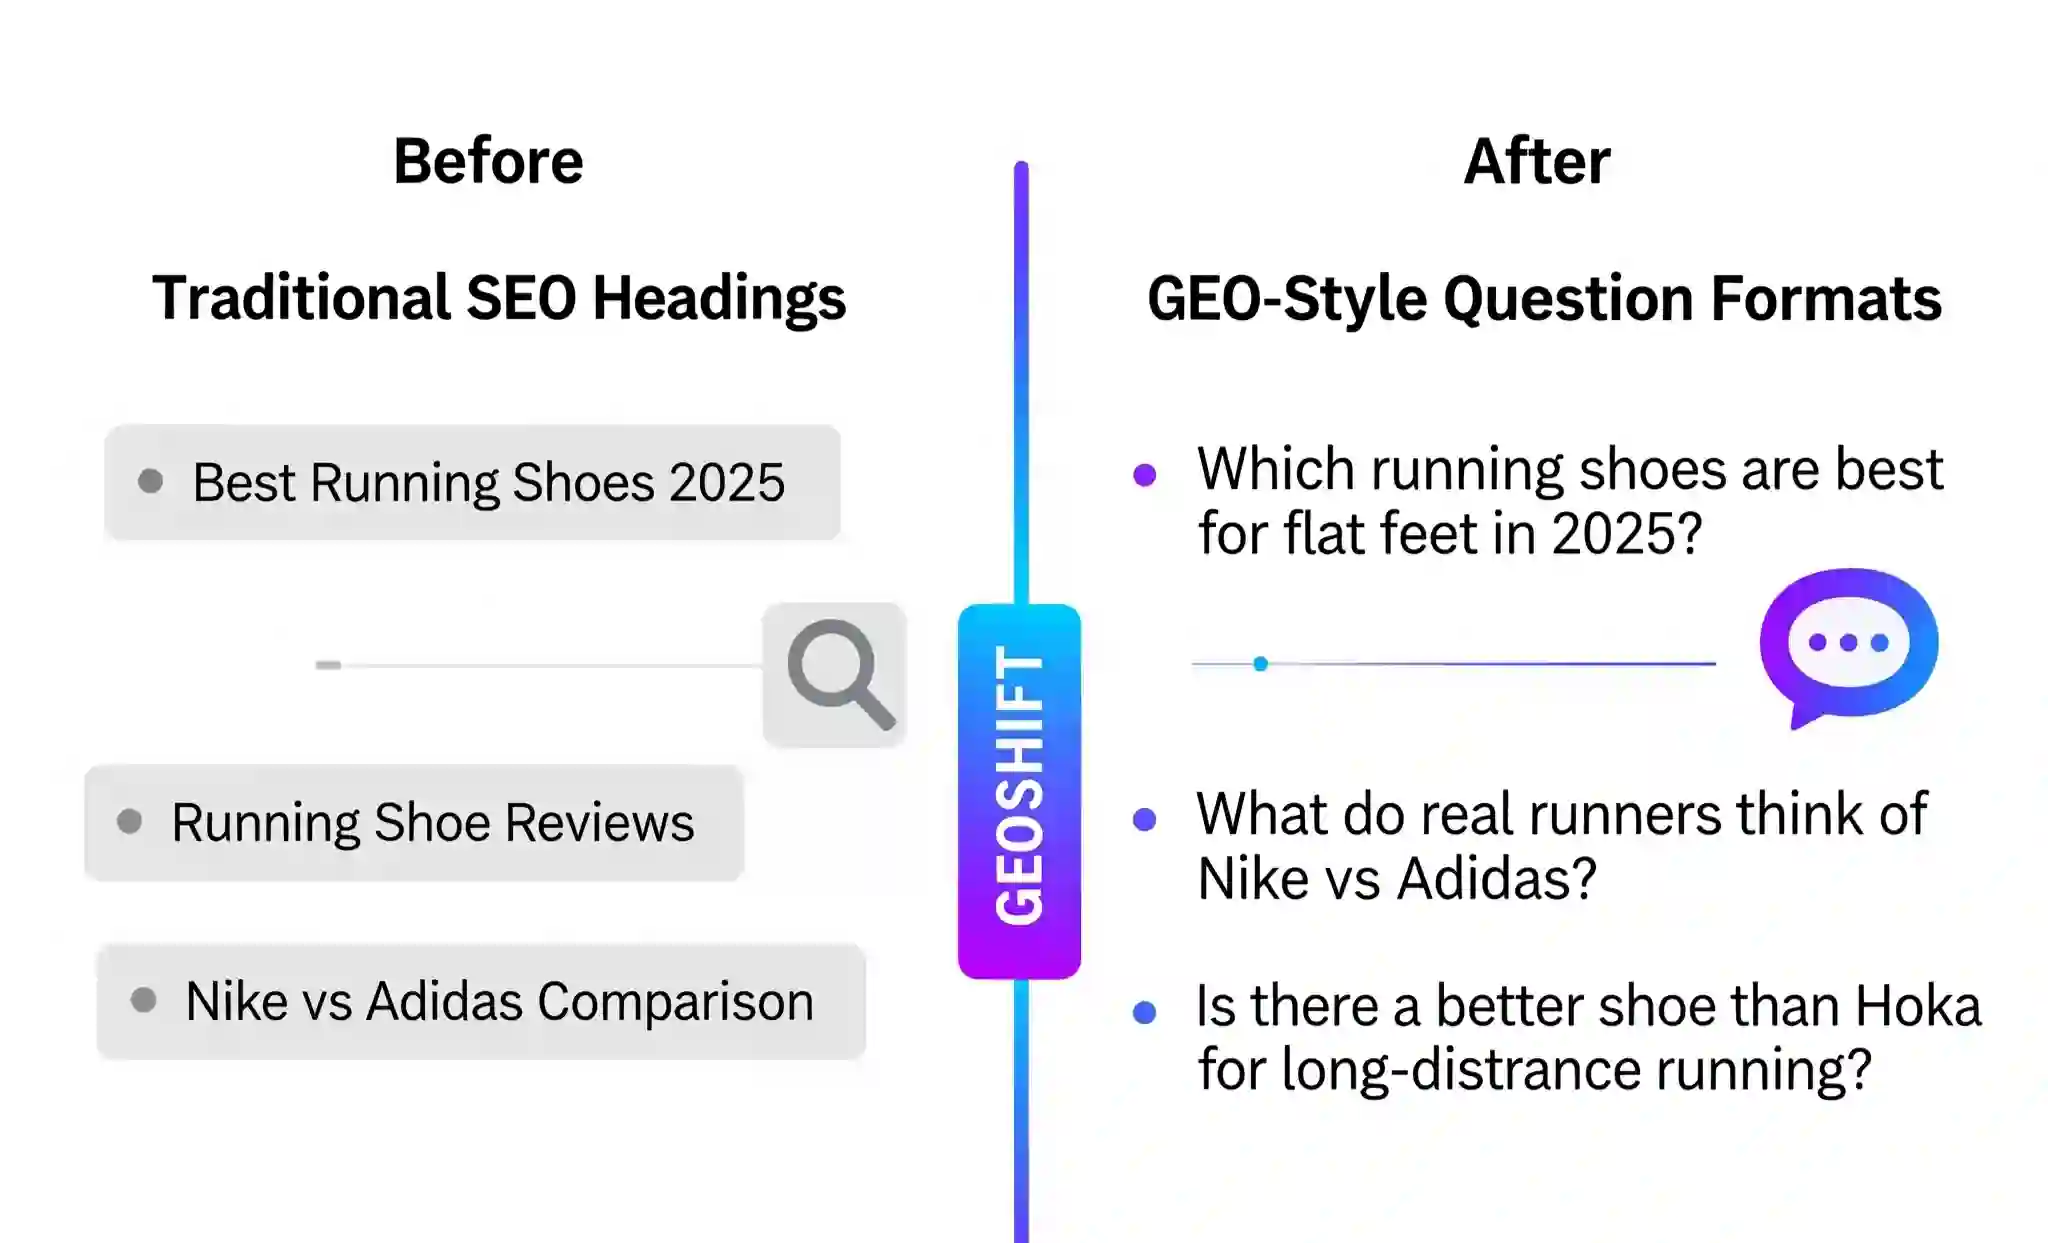 Before
Traditional SEO Headings
Best Running Shoes 2025
Running Shoe Reviews
Nike vs Adidas Comparison
GEOSHIFT
After
GEO-Style Question Formats
Which running shoes are best
for flat feet in 2025?
What do real runners think of
Nike vs Adidas?
Is there a better shoe than Hoka
for long-distrance running?